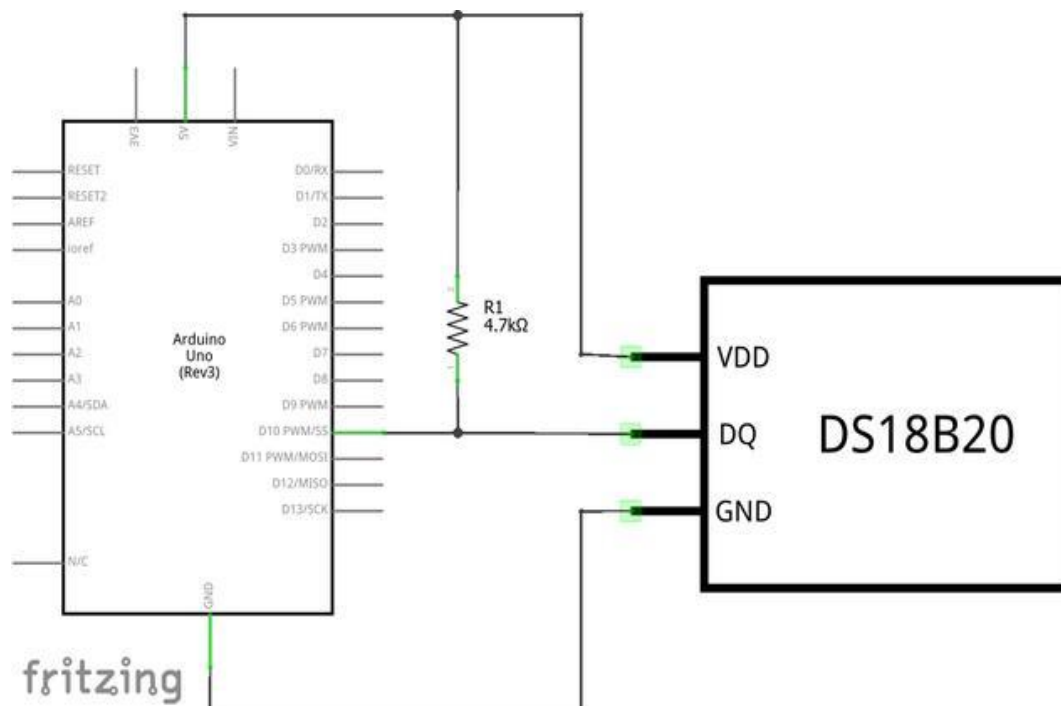 3V3
5V
VIN
RESET
RESET2
AREF
ioref
A0
A1
A2
A3
A4/SDA
A5/SCL
N/C
Arduino
Uno
(Rev3)
D0/RX
D1/TX
D2
D3 PWM
D4
D5 PWM
D6 PWM
D7
D8
D9 PWM
D10 PWM/SS
D11 PWM/MOSI
D12/MISO
D13/SCK
GND
2
R1
4.7kΩ
1
VDD
DQ
GND
DS18B20
fritzing